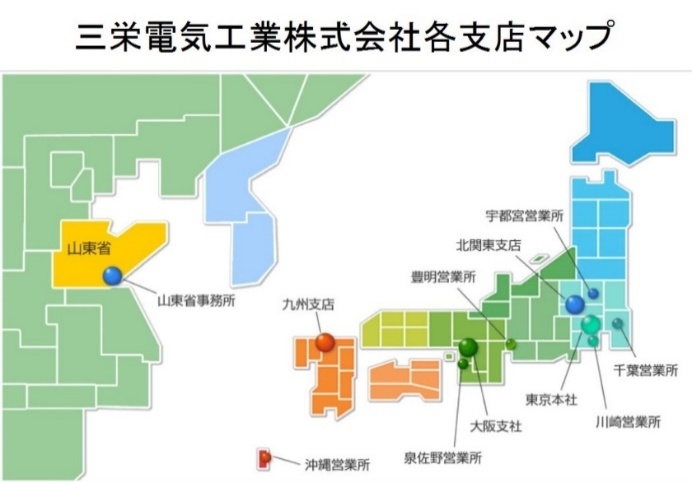 三栄電気工業株式会社各支店マップ
宇都宮営業所
北関東支店
山東省
豊明営業所
山東省事務所
九州支店
千葉営業所
東京本社
川崎営業所
大阪支社
泉佐野営業所
沖縄営業所